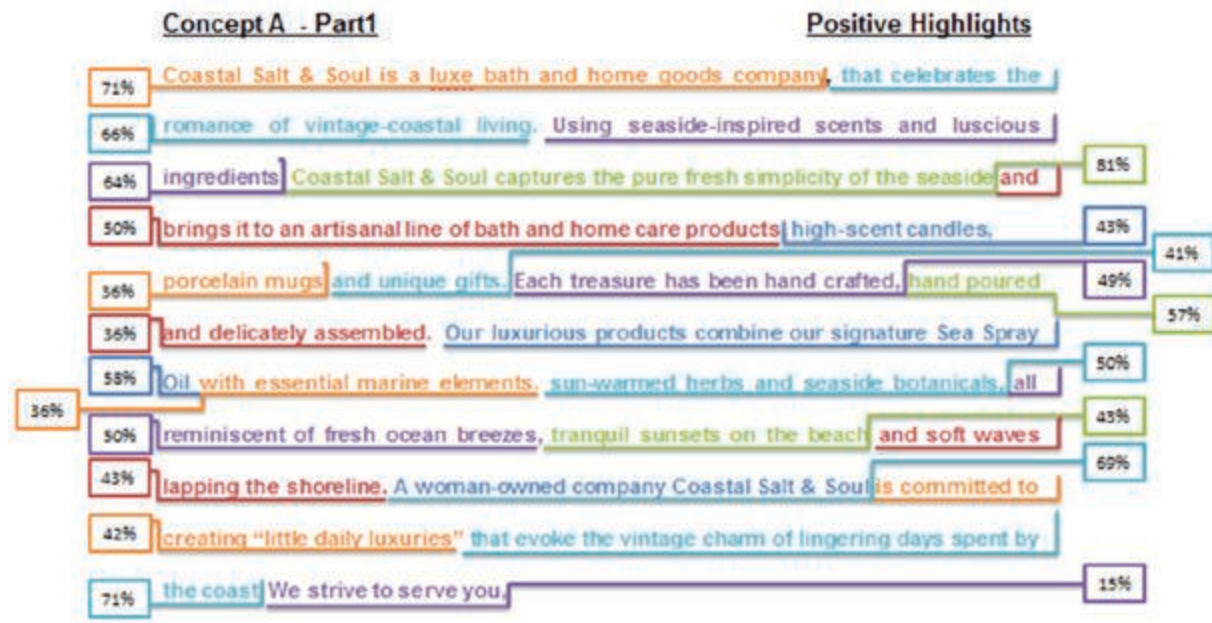 Concept A - Part1 Positive Highlights
71% Coastal Salt & Soul is a luxe bath and home goods company, that celebrates the
66% romance of vintage-coastal living. Using seaside-inspired scents and luscious
64% ingredients Coastal Salt & Soul captures the pure fresh simplicity of the seaside and 81%
50% brings it to an artisanal line of bath and home care products high-scent candles, 43%
41%
36% porcelain mugs and unique gifts. Each treasure has been hand crafted, hand poured 49%
57%
36% and delicately assembled. Our luxurious products combine our signature Sea Spray
58% Oil with essential marine elements, sun-warmed herbs and seaside botanicals, all 50%
36%
50% reminiscent of fresh ocean breezes, tranquil sunsets on the beach and soft waves 43%
43% lapping the shoreline. A woman-owned company Coastal Salt & Soul is committed to 69%
42% creating "little daily luxuries" that evoke the vintage charm of lingering days spent by
71% the coast We strive to serve you, 15%